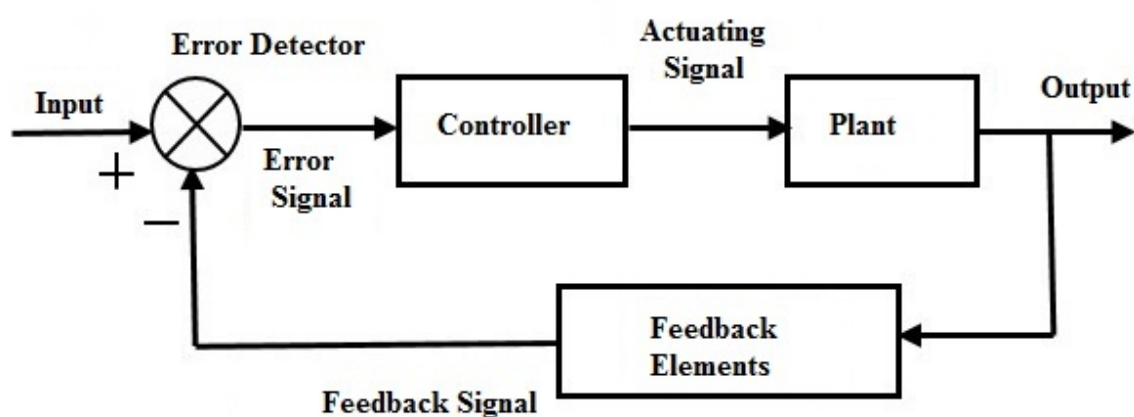 Error Detector
Actuating
Signal
Input
Output
Controller
Plant
+
Error
Signal
−
Feedback
Elements
Feedback Signal